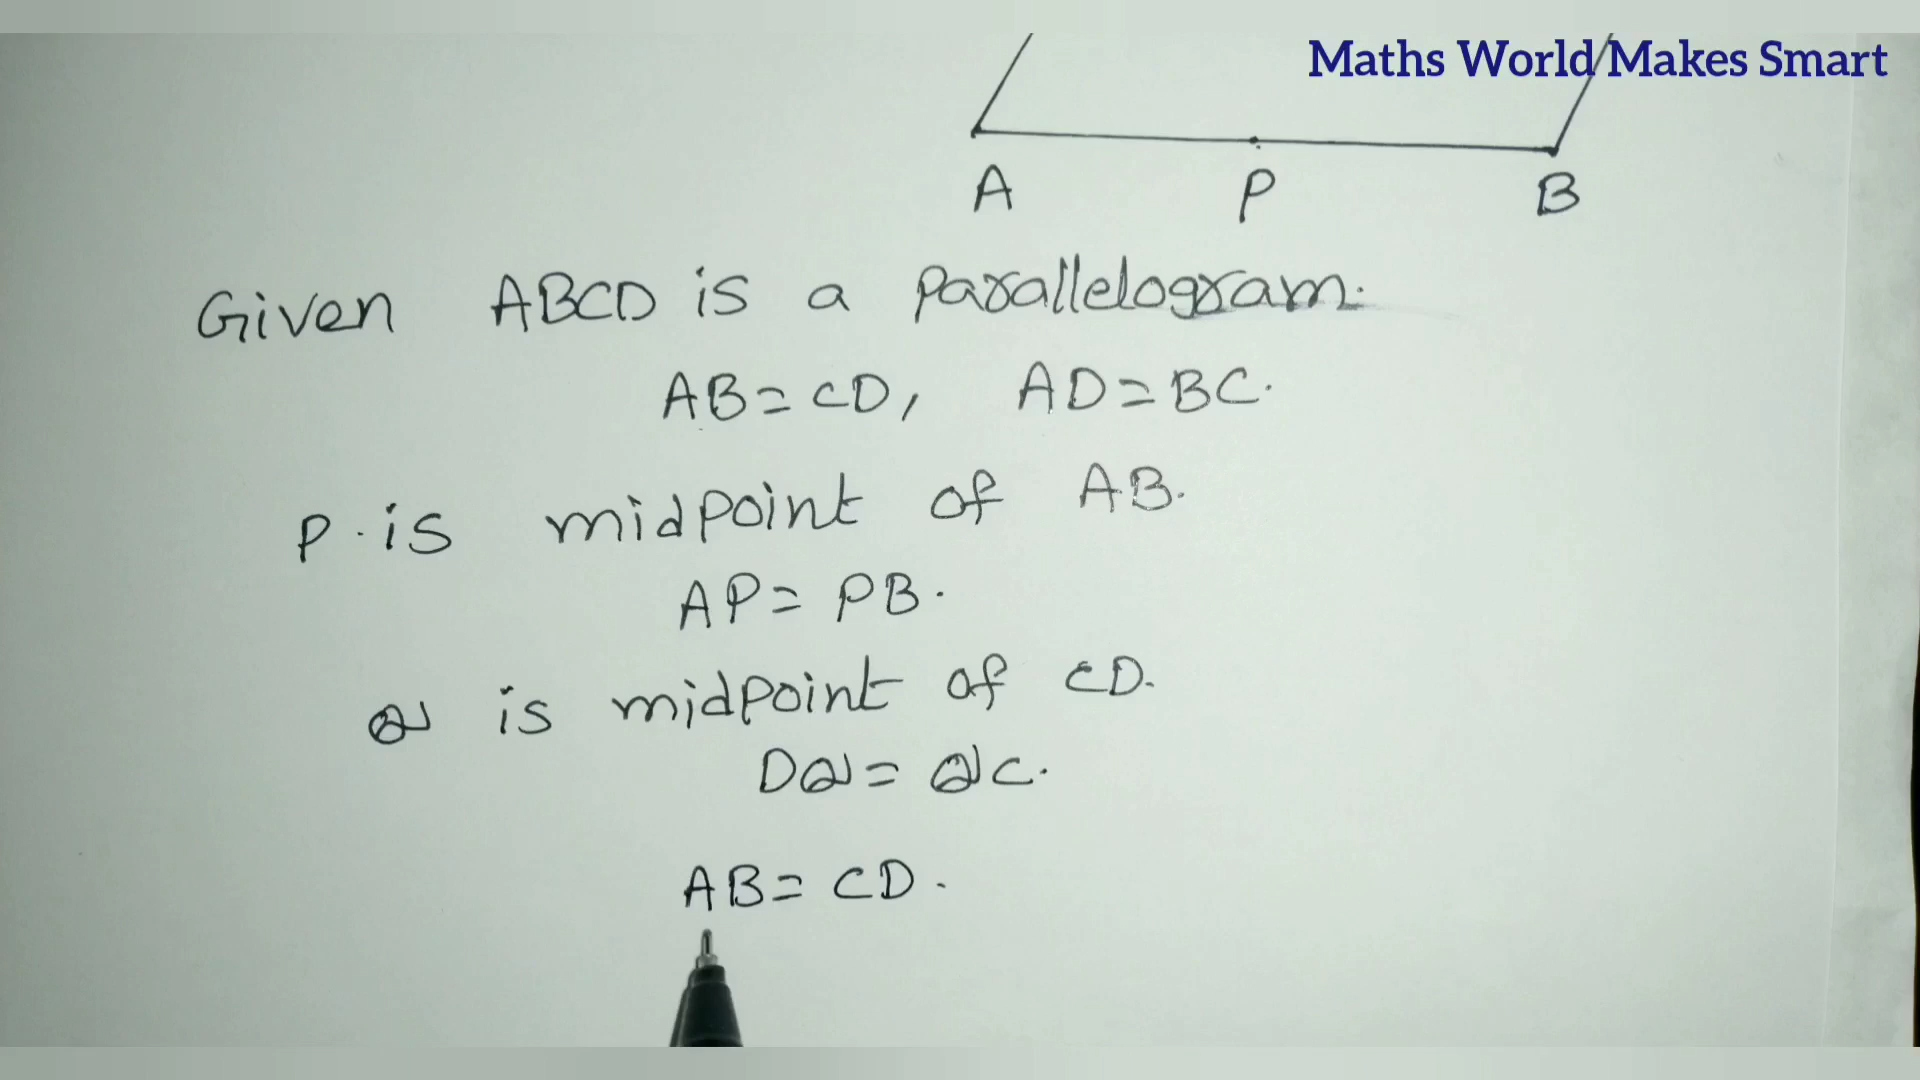 Maths World Makes Smart
A P B
Given ABCD is a parallelogram.
AB = CD, AD = BC.
P is midpoint of AB.
AP = PB.
Q is midpoint of CD.
DQ = QC.
AB = CD.